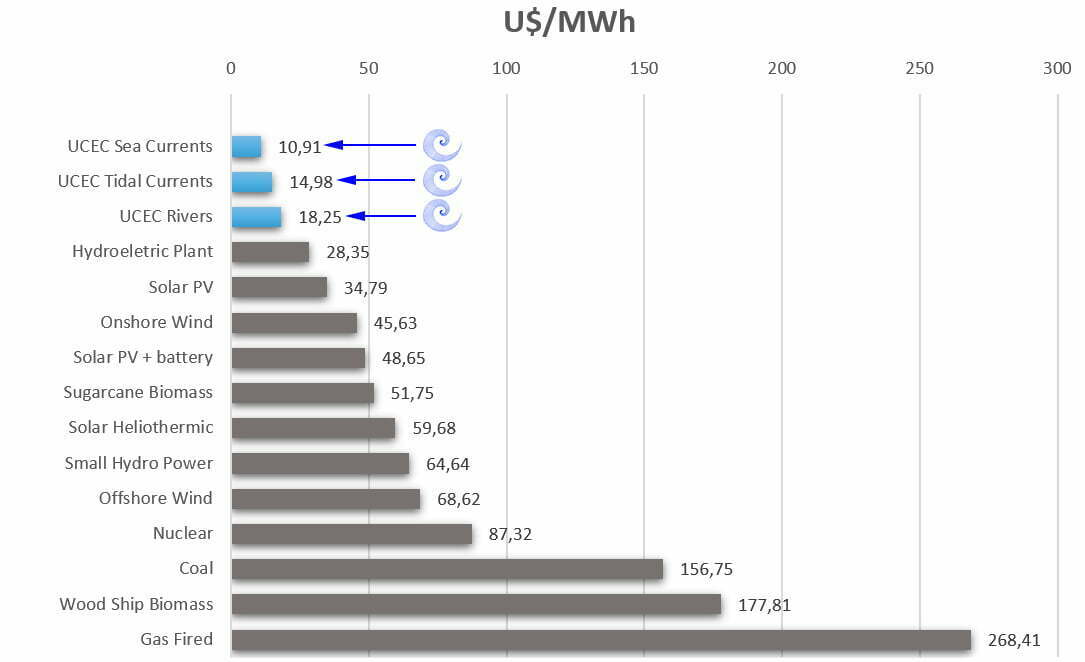 U$/MWh
0 50 100 150 200 250 300
UCEC Sea Currents 10,91
UCEC Tidal Currents 14,98
UCEC Rivers 18,25
Hydroeletric Plant 28,35
Solar PV 34,79
Onshore Wind 45,63
Solar PV + battery 48,65
Sugarcane Biomass 51,75
Solar Heliothermic 59,68
Small Hydro Power 64,64
Offshore Wind 68,62
Nuclear 87,32
Coal 156,75
Wood Ship Biomass 177,81
Gas Fired 268,41